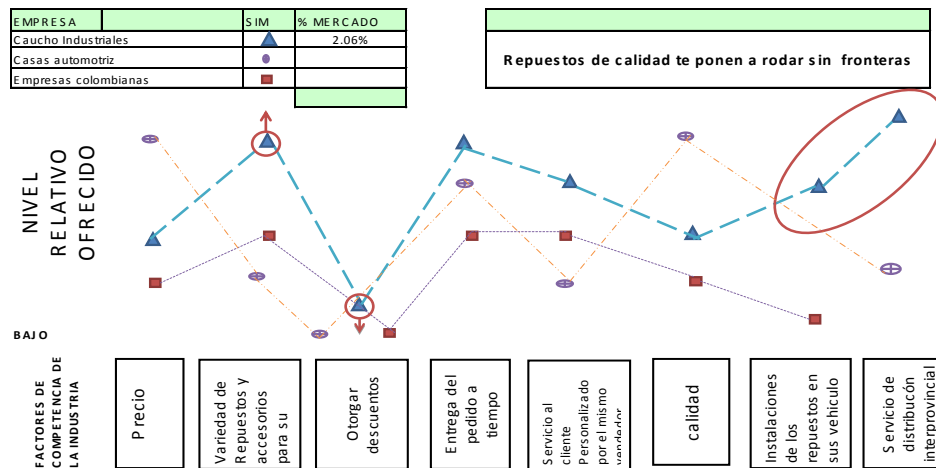 EMPRESA SIM % MERCADO
Caucho Industriales 2.06%
Casas automotriz
Empresas colombianas
Repuestos de calidad te ponen a rodar sin fronteras
NIVEL
RELATIVO
OFRECIDO
BAJO
FACTORES DE
COMPETENCIA DE
LA INDUSTRIA
Precio
Variedad de
Repuestos y
accesorios
para su
Otorgar
descuentos
Entrega del
pedido a
tiempo
Servicio al
cliente
Personalizado
por el mismo
vendedor
calidad
Instalaciones
de los
repuestos en
sus vehiculo
Servicio de
distribucón
interprovincial